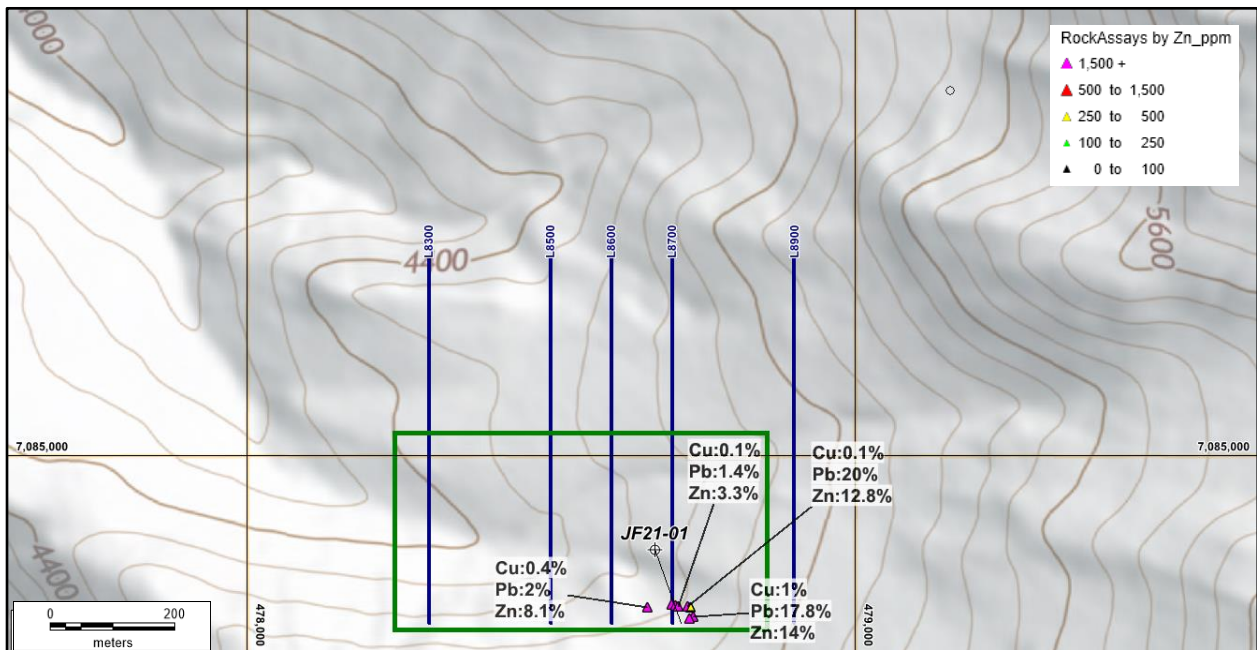 4000
RockAssays by Zn_ppm
1,500 +
500 to 1,500
250 to 500
100 to 250
0 to 100
5600
L8300
L8500
L8600
L8700
L8900
4400
7,085,000
7,085,000
Cu:0.1%
Pb:1.4%
Zn:3.3%
Cu:0.1%
Pb:20%
Zn:12.8%
JF21-01
4400
Cu:0.4%
Pb:2%
Zn:8.1%
Cu:1%
Pb:17.8%
Zn:14%
0 200
meters
478,000
479,000